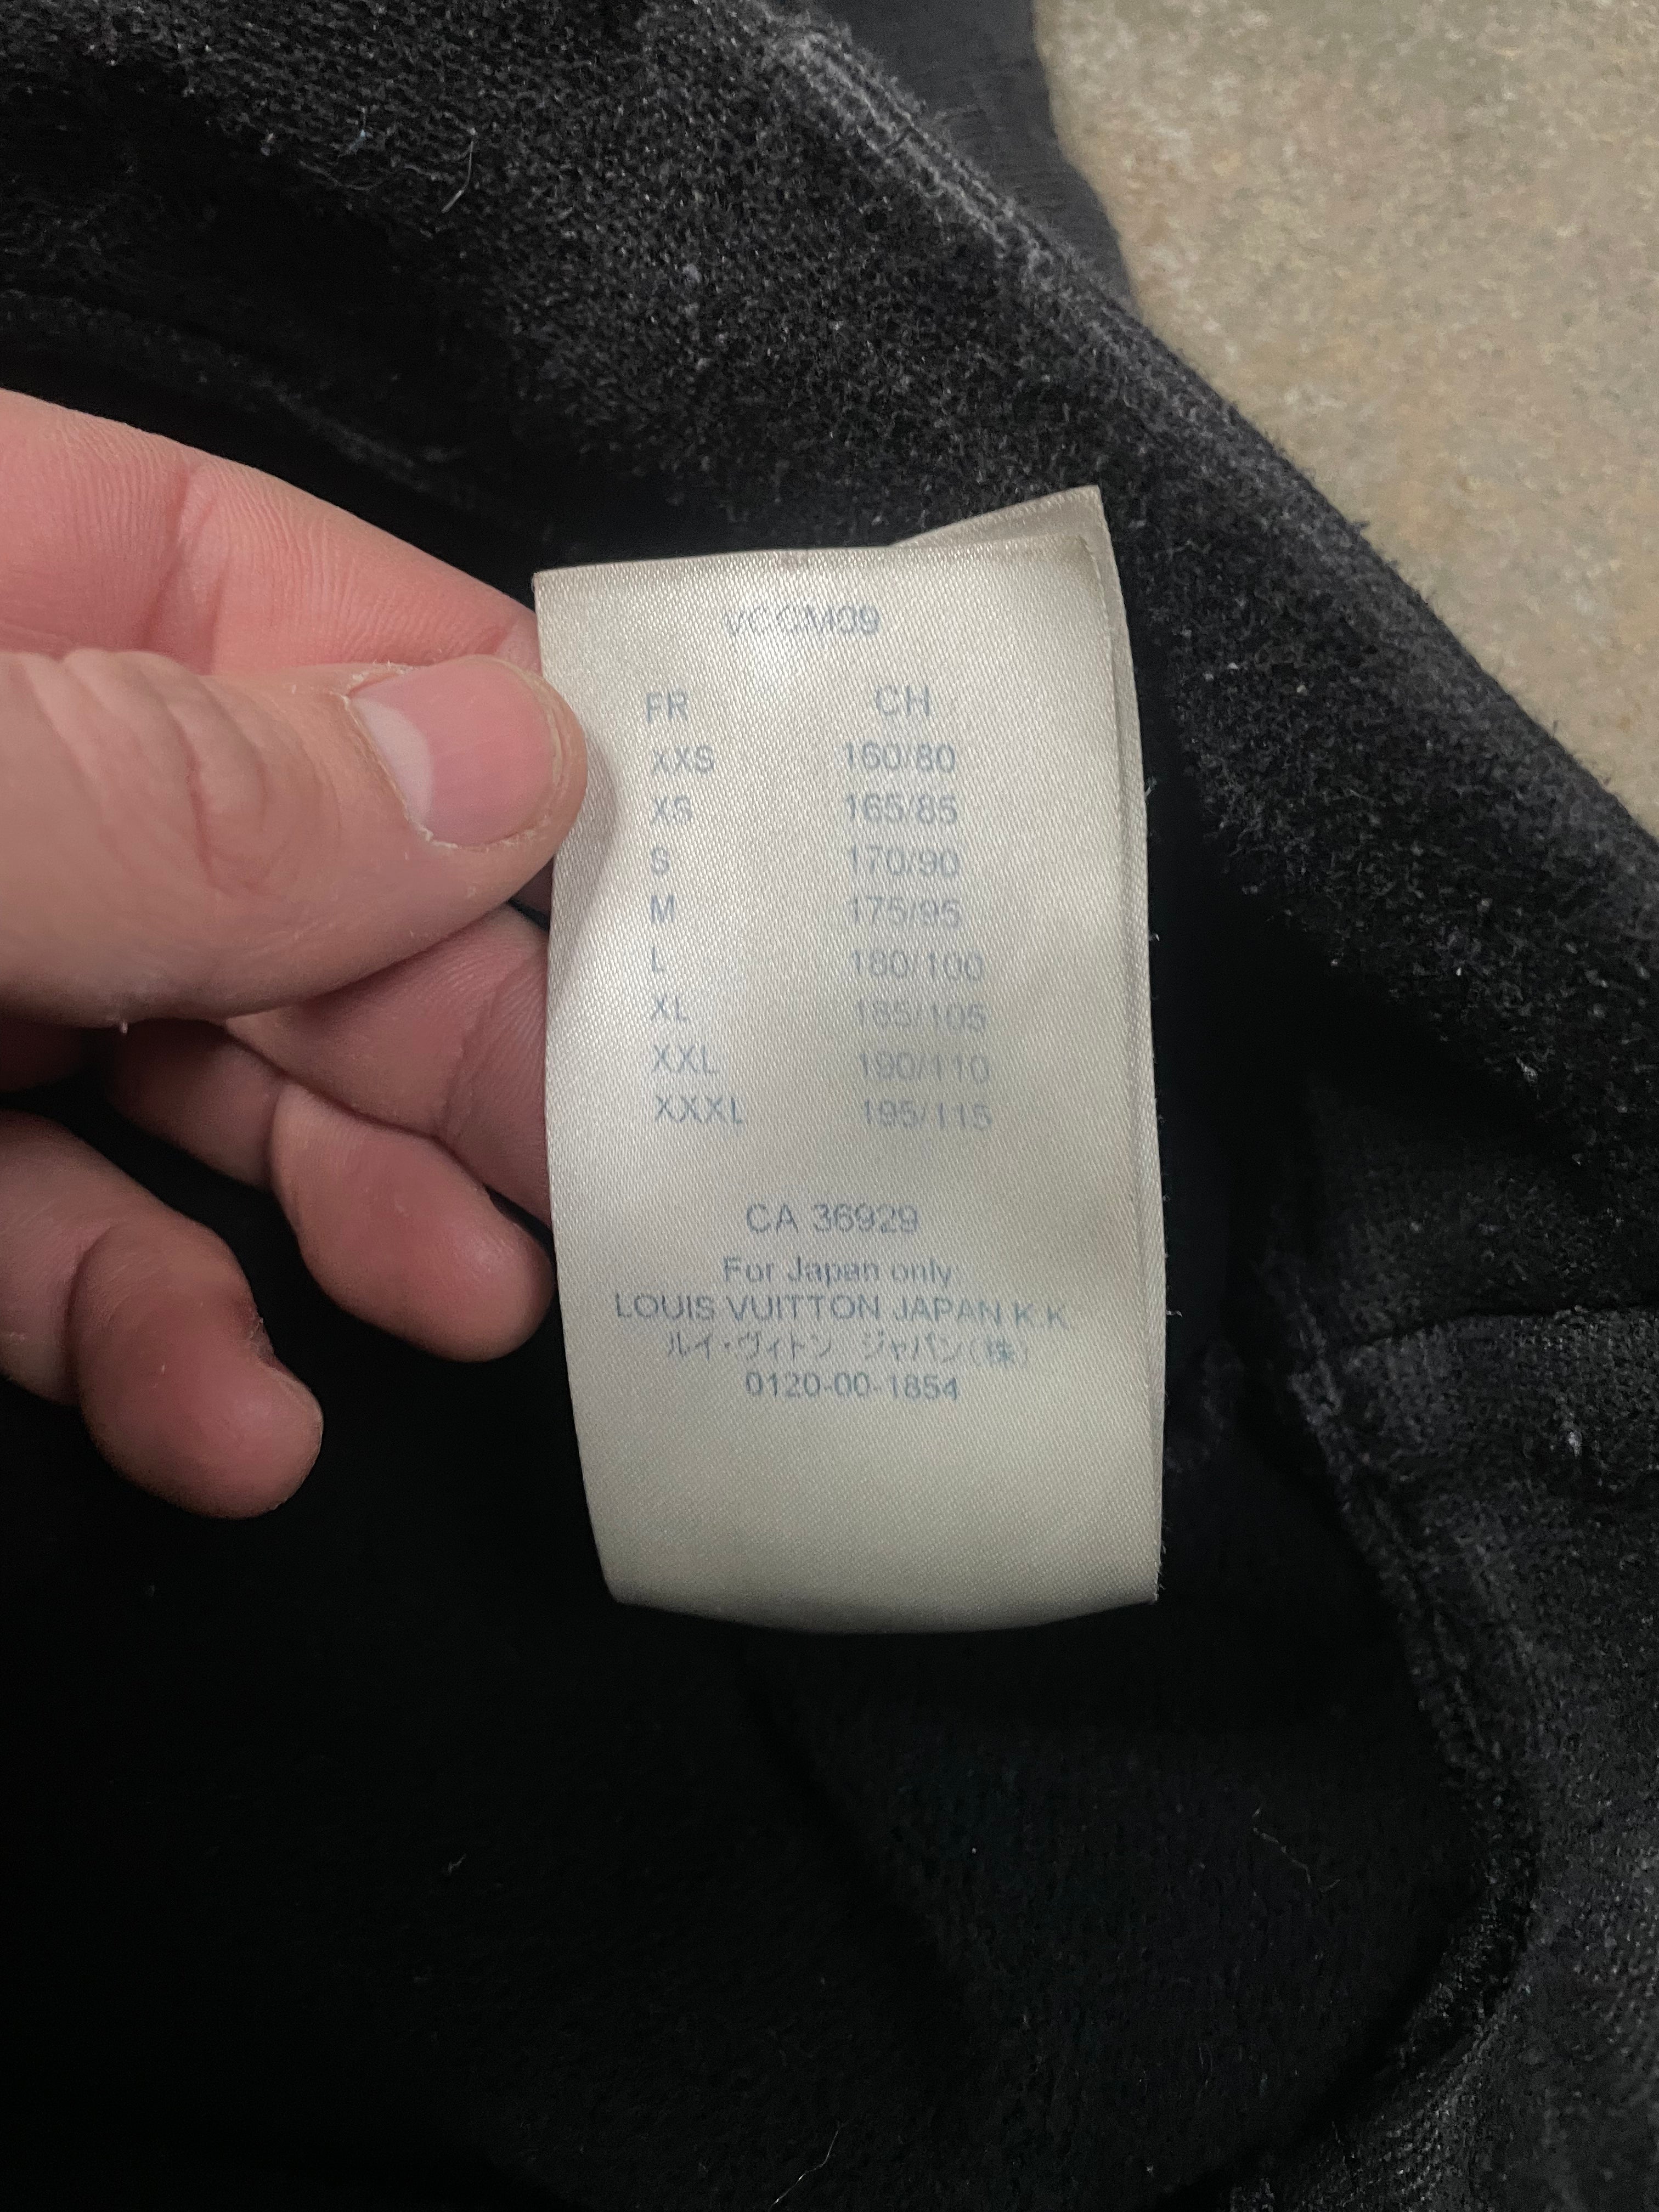 VCCM09
FR CH
XXS 160/80
XS 165/85
S 170/90
M 175/95
L 180/100
XL 185/105
XXL 190/110
XXXL 195/115
CA 36929
For Japan only
LOUIS VUITTON JAPAN K.K
ルイ・ヴィトン ジャパン(株)
0120-00-1854